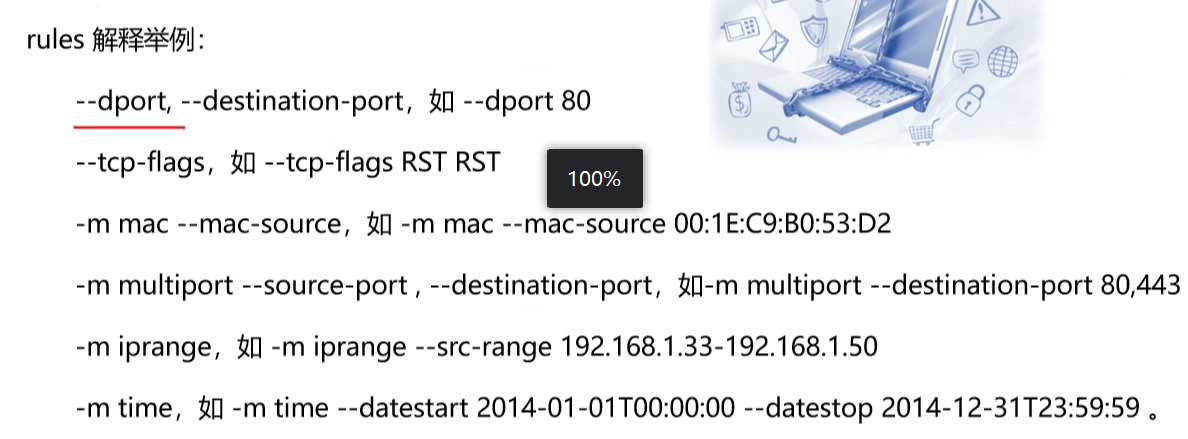 rules 解释举例：
--dport, --destination-port，如 --dport 80
--tcp-flags，如 --tcp-flags RST RST
100%
-m mac --mac-source，如 -m mac --mac-source 00:1E:C9:B0:53:D2
-m multiport --source-port , --destination-port，如-m multiport --destination-port 80,443
-m iprange，如 -m iprange --src-range 192.168.1.33-192.168.1.50
-m time，如 -m time --datestart 2014-01-01T00:00:00 --datestop 2014-12-31T23:59:59 。